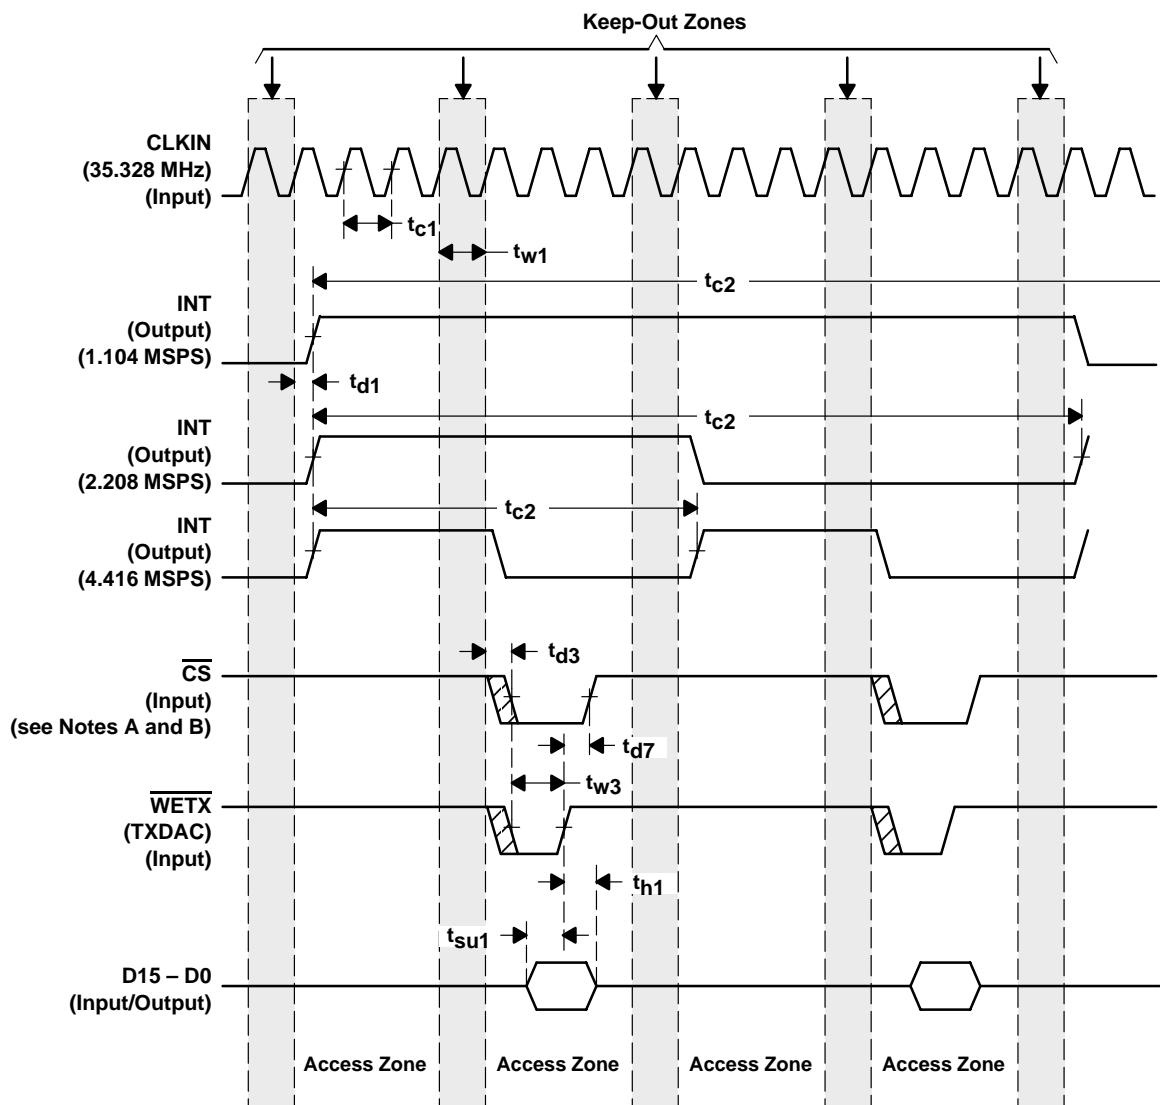 Keep-Out Zones
CLKIN
(35.328 MHz)
(Input)
tc1
tw1
tc2
INT
(Output)
(1.104 MSPS)
td1
tc2
INT
(Output)
(2.208 MSPS)
tc2
INT
(Output)
(4.416 MSPS)
td3
CS
(Input)
(see Notes A and B)
td7
tw3
WETX
(TXDAC)
(Input)
th1
tsu1
D15 – D0
(Input/Output)
Access Zone Access Zone Access Zone Access Zone